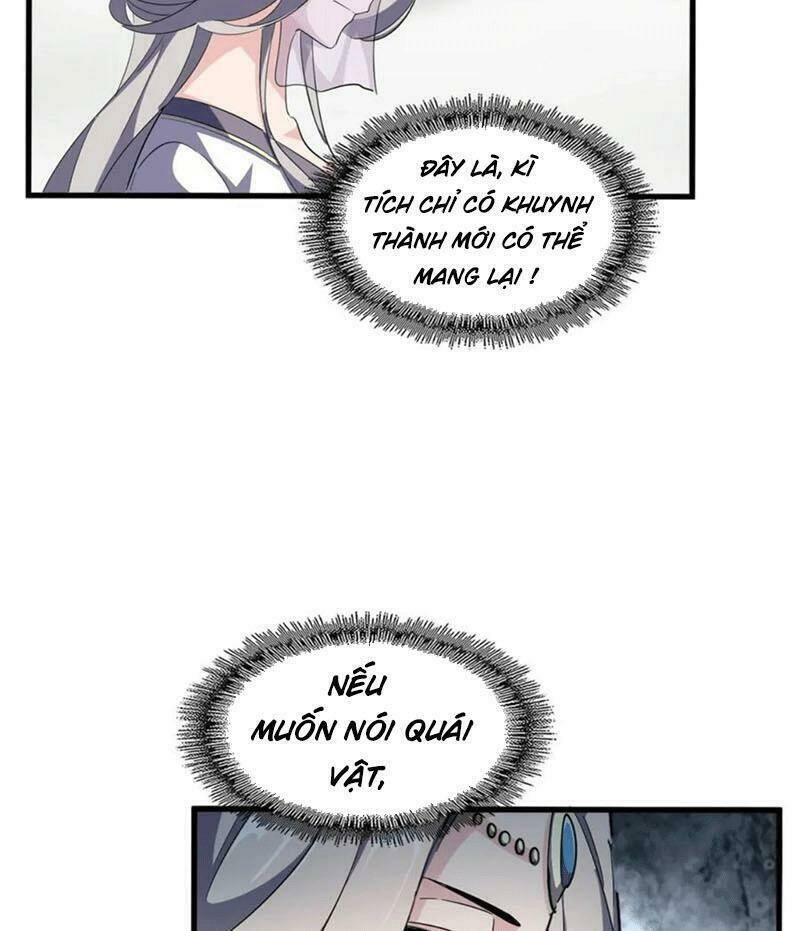 ĐÂY LÀ, KÌ
TÍCH CHỈ CÓ KHUYNH
THÀNH MỚI CÓ THỂ
MANG LẠI !
NẾU
MUỐN NÓI QUÁI
VẬT,